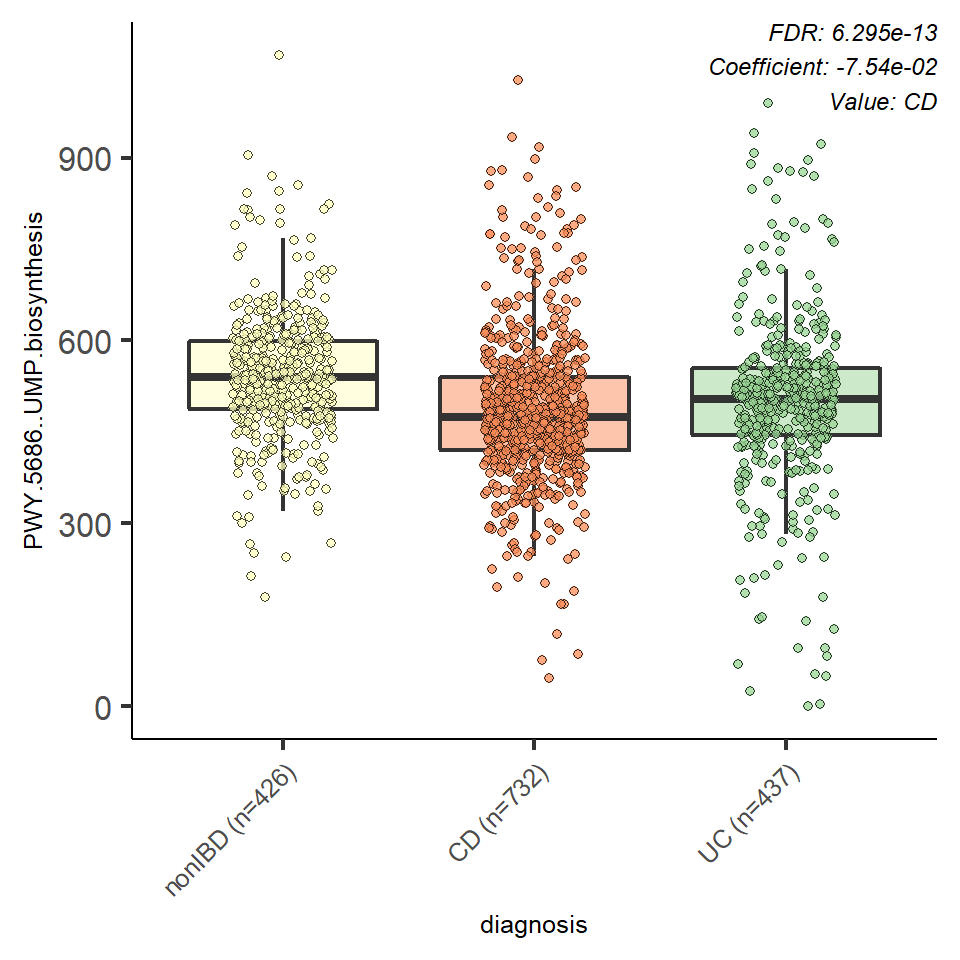 FDR: 6.295e-13
Coefficient: -7.54e-02
Value: CD
PWY.5686..UMP.biosynthesis
900
600
300
0
nonIBD (n=426)
CD (n=732)
UC (n=437)
diagnosis